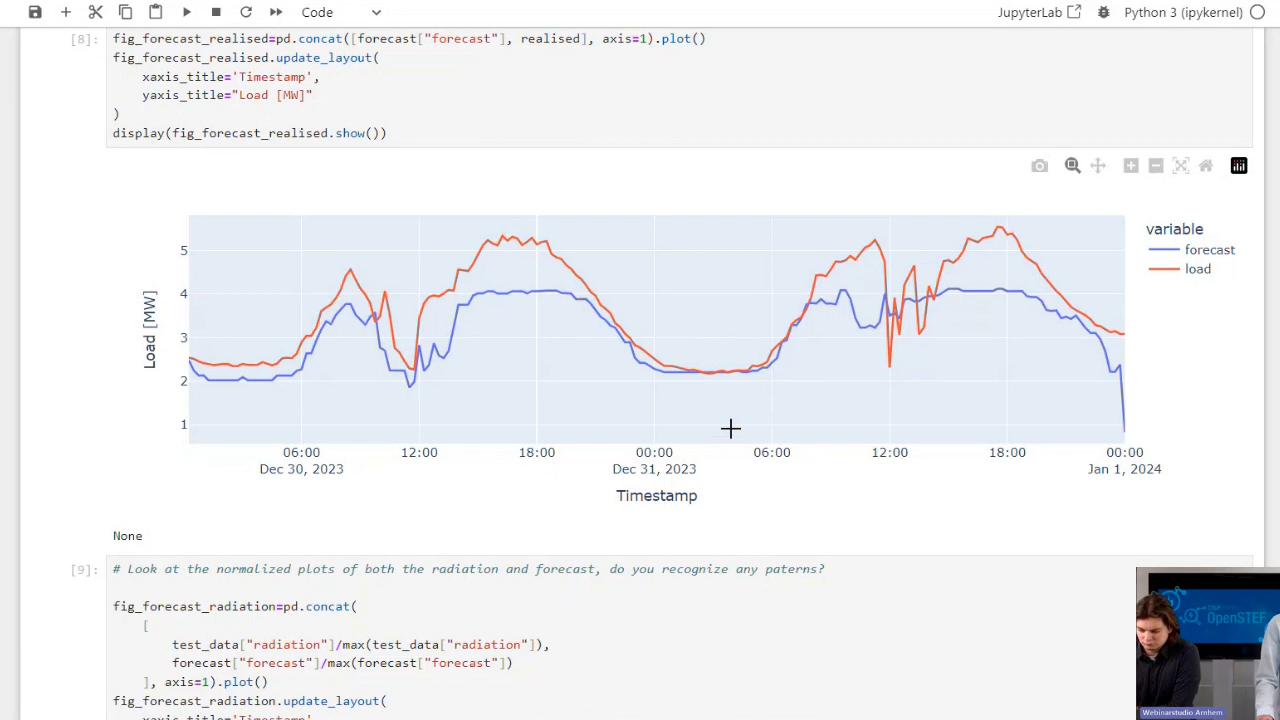 Code
JupyterLab
Python 3 (ipykernel)
[8]:
fig_forecast_realised=pd.concat([forecast["forecast"], realised], axis=1).plot()
fig_forecast_realised.update_layout(
xaxis_title='Timestamp',
yaxis_title="Load [MW]"
)
display(fig_forecast_realised.show())
variable
forecast
load
Load [MW]
5
4
3
2
1
06:00
Dec 30, 2023
12:00
18:00
00:00
Dec 31, 2023
06:00
12:00
18:00
00:00
Jan 1, 2024
Timestamp
None
[9]:
# Look at the normalized plots of both the radiation and forecast, do you recognize any paterns?
fig_forecast_radiation=pd.concat(
[
test_data["radiation"]/max(test_data["radiation"]),
forecast["forecast"]/max(forecast["forecast"])
], axis=1).plot()
fig_forecast_radiation.update_layout(
xaxis_title='Timestamp',
OpenSTEF
Webinarstudio Arnhem